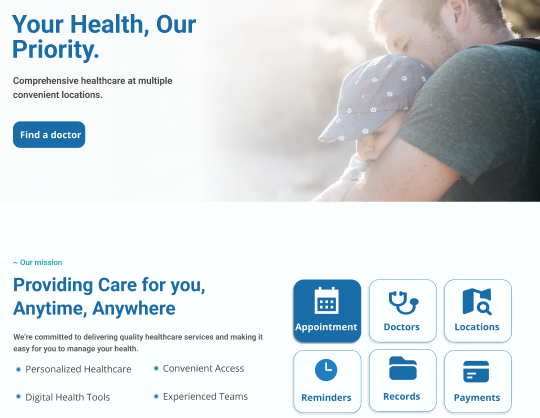 Your Health, Our
Priority.
Comprehensive healthcare at multiple
convenient locations.
Find a doctor
~ Our mission
Providing Care for you,
Anytime, Anywhere
We're committed to delivering quality healthcare services and making it
easy for you to manage your health.
Personalized Healthcare
Convenient Access
Digital Health Tools
Experienced Teams
Appointment
Doctors
Locations
Reminders
Records
Payments